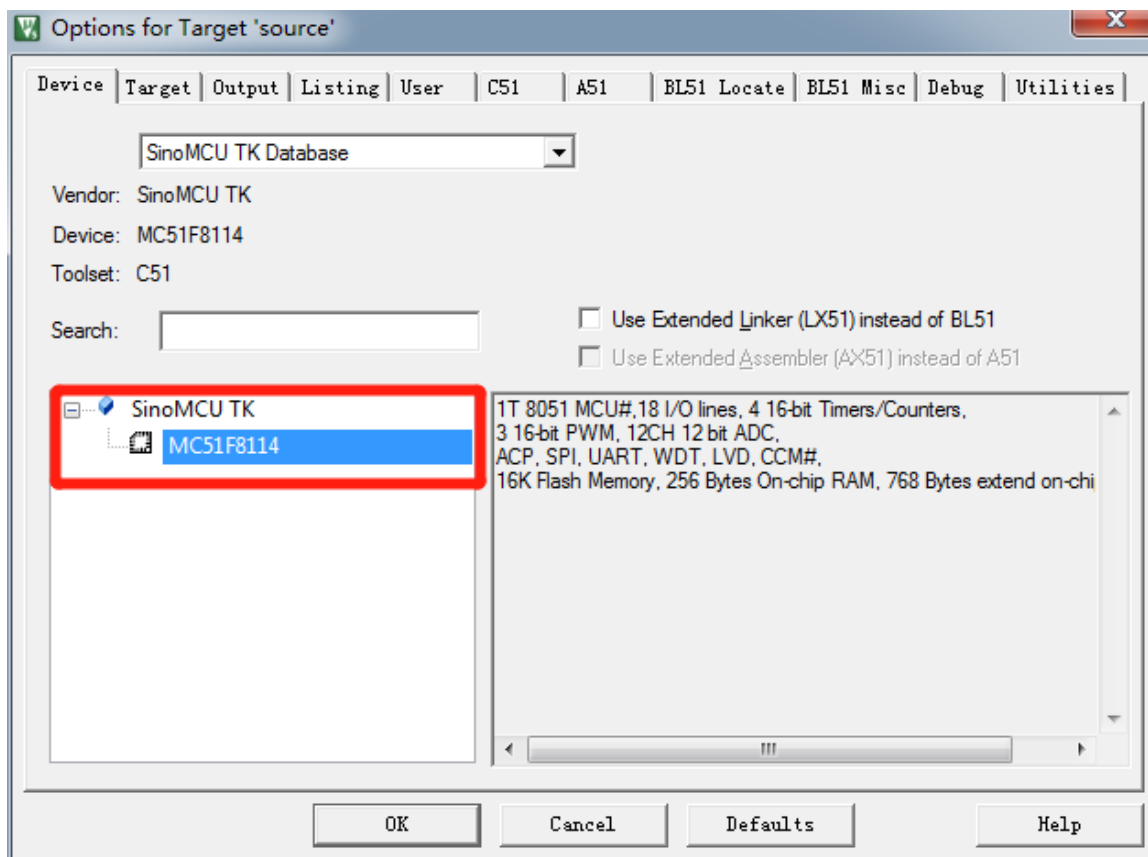 Options for Target 'source'
Device Target Output Listing User C51 A51 BL51 Locate BL51 Misc Debug Utilities
SinoMCU TK Database
Vendor: SinoMCU TK
Device: MC51F8114
Toolset: C51
Search:
Use Extended Linker (LX51) instead of BL51
Use Extended Assembler (AX51) instead of A51
SinoMCU TK
MC51F8114
1T 8051 MCU#,18 I/O lines, 4 16-bit Timers/Counters,
3 16-bit PWM, 12CH 12 bit ADC,
ACP, SPI, UART, WDT, LVD, CCM#,
16K Flash Memory, 256 Bytes On-chip RAM, 768 Bytes extend on-chi
OK Cancel Defaults Help